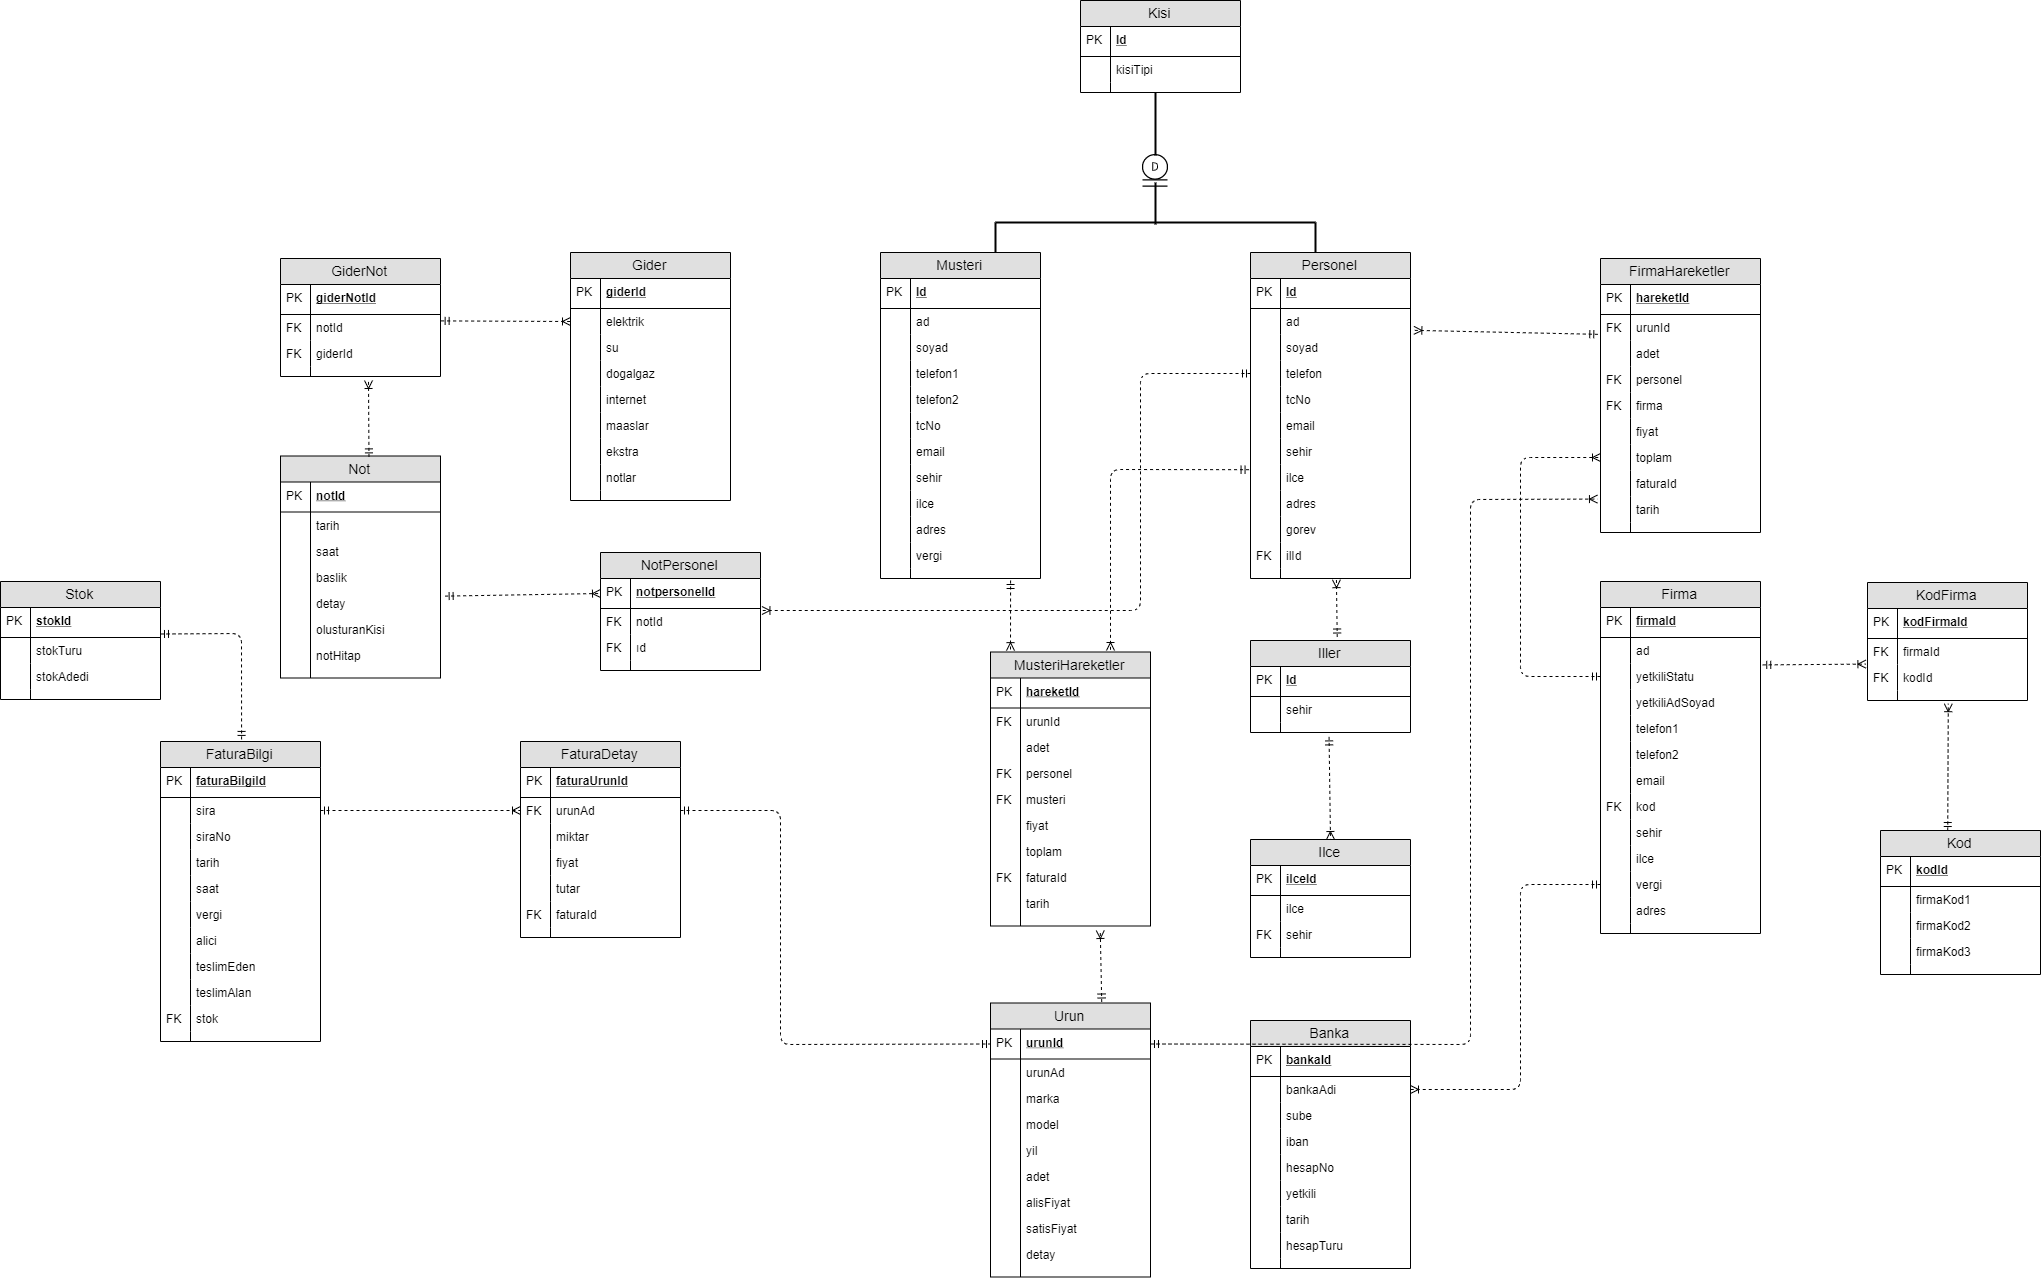 Kisi
PK Id
kisiTipi
D
GiderNot
PK giderNotId
FK notId
FK giderId
Gider
PK giderId
elektrik
su
dogalgaz
internet
maaslar
ekstra
notlar
Musteri
PK Id
ad
soyad
telefon1
telefon2
tcNo
email
sehir
ilce
adres
vergi
Personel
PK Id
ad
soyad
telefon
tcNo
email
sehir
ilce
adres
gorev
FK ilId
FirmaHareketler
PK hareketId
FK urunId
adet
FK personel
FK firma
fiyat
toplam
faturaId
tarih
Not
PK notId
tarih
saat
baslik
detay
olusturanKisi
notHitap
NotPersonel
PK notpersonelId
FK notId
FK id
Stok
PK stokId
stokTuru
stokAdedi
Firma
PK firmaId
ad
yetkiliStatu
yetkiliAdSoyad
telefon1
telefon2
email
FK kod
sehir
ilce
vergi
adres
KodFirma
PK kodFirmaId
FK firmaId
FK kodId
MusteriHareketler
PK hareketId
FK urunId
adet
FK personel
FK musteri
fiyat
toplam
FK faturaId
tarih
Iller
PK Id
sehir
FaturaBilgi
PK faturaBilgiId
sira
siraNo
tarih
saat
vergi
alici
teslimEden
teslimAlan
FK stok
FaturaDetay
PK faturaUrunId
FK urunAd
miktar
fiyat
tutar
FK faturaId
Ilce
PK ilceId
ilce
FK sehir
Kod
PK kodId
firmaKod1
firmaKod2
firmaKod3
Urun
PK urunId
urunAd
marka
model
yil
adet
alisFiyat
satisFiyat
detay
Banka
PK bankaId
bankaAdi
sube
iban
hesapNo
yetkili
tarih
hesapTuru